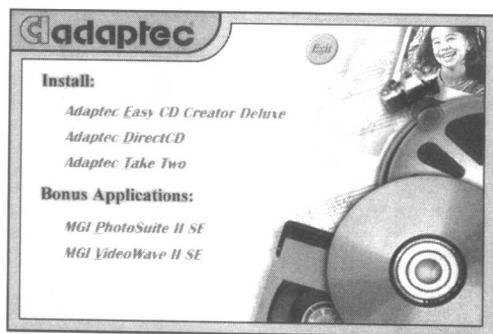 adaptec
Exit
Install:
Adaptec Easy CD Creator Deluxe
Adaptec DirectCD
Adaptec Take Two
Bonus Applications:
MGI PhotoSuite II SE
MGI VideoWave II SE